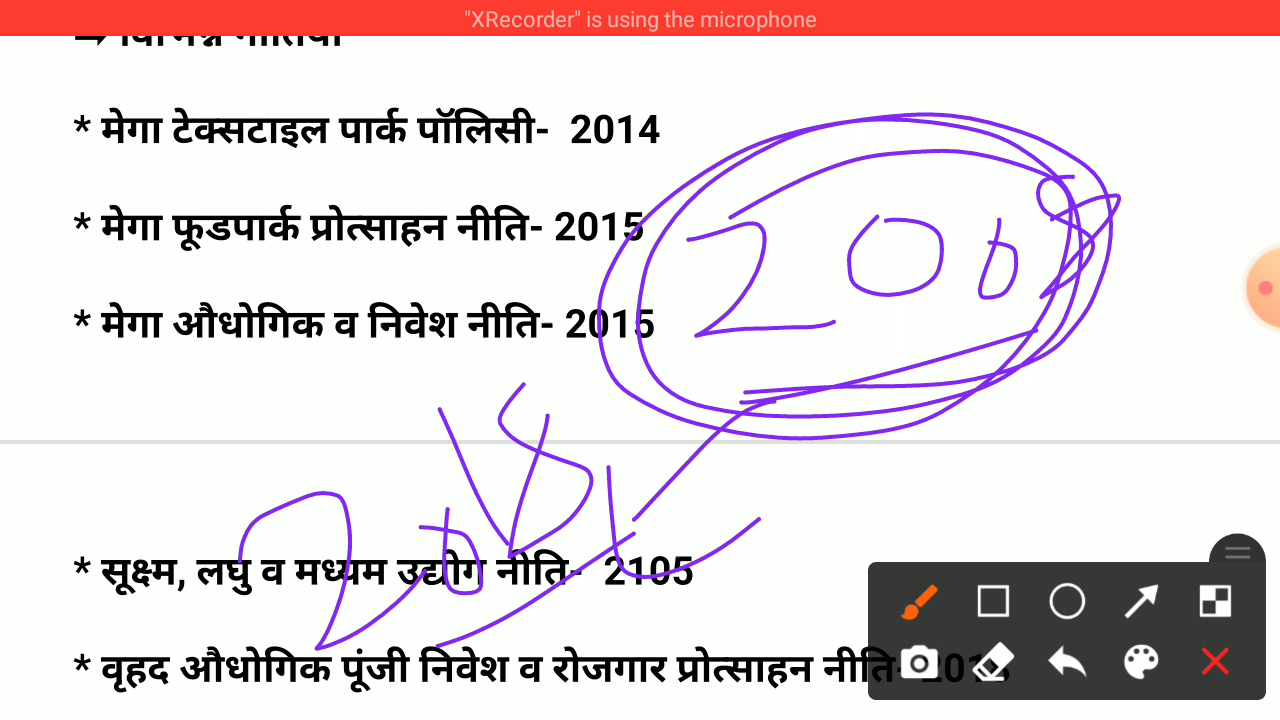 "XRecorder" is using the microphone
* मेगा टेक्सटाइल पार्क पॉलिसी- 2014
* मेगा फूडपार्क प्रोत्साहन नीति- 2015
2008
* मेगा औधोगिक व निवेश नीति- 2015
* सूक्ष्म, लघु व मध्यम उद्योग नीति- 2105
* वृहद औधोगिक पूंजी निवेश व रोजगार प्रोत्साहन नीति-